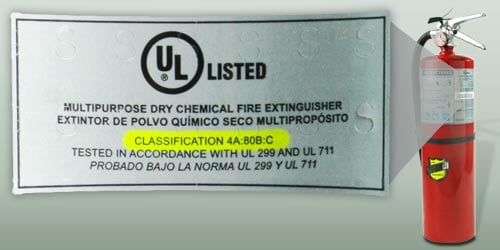 UL® LISTED
MULTIPURPOSE DRY CHEMICAL FIRE EXTINGUISHER
EXTINTOR DE POLVO QUÍMICO SECO MULTIPROPÓSITO
CLASSIFICATION 4A:80B:C
TESTED IN ACCORDANCE WITH UL 299 AND UL 711
PROBADO BAJO LA NORMA UL 299 Y UL 711